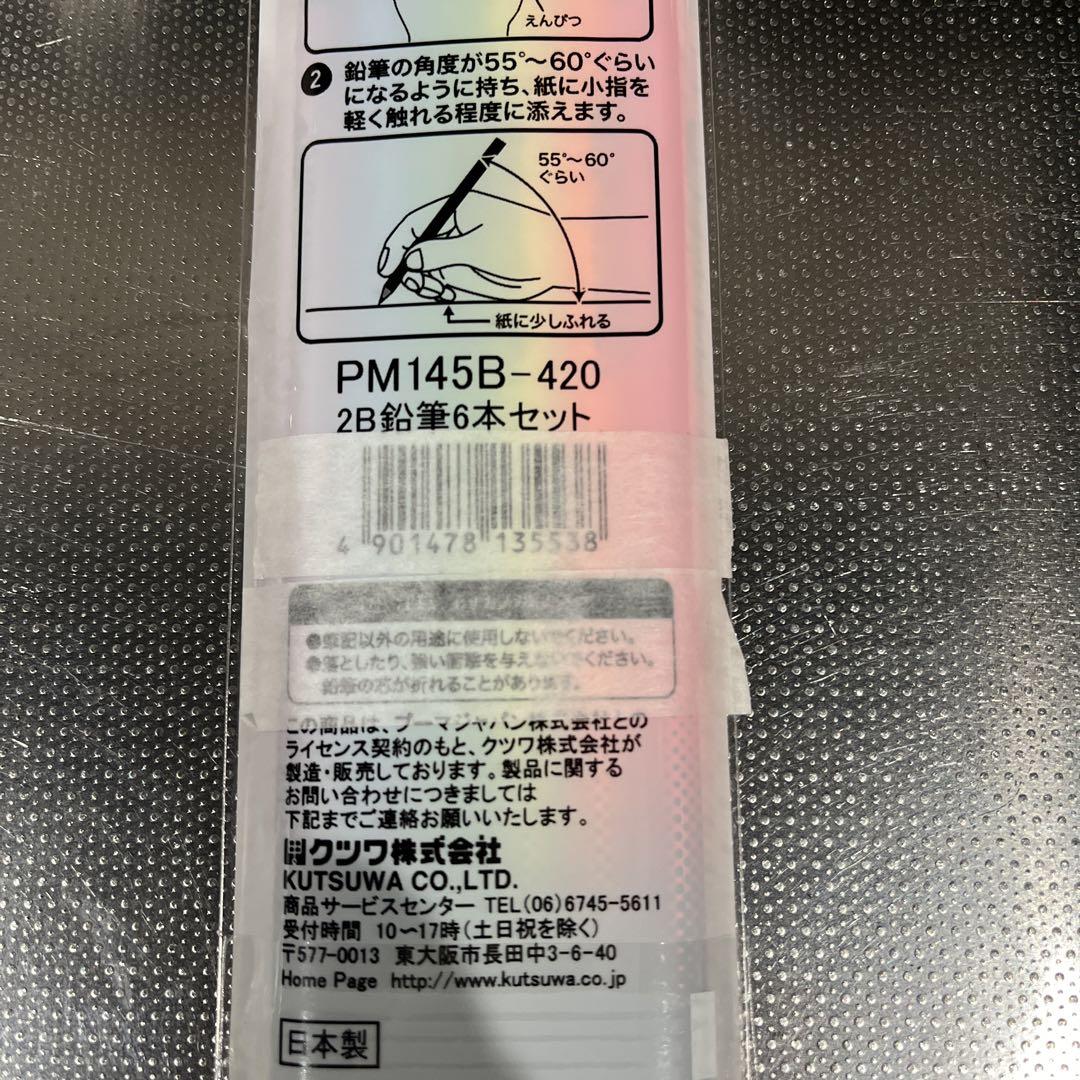 えんぴつ
2 鉛筆の角度が55°〜60°ぐらい
になるように持ち、紙に小指を
軽く触れる程度に添えます。
55°〜60°
ぐらい
紙に少しふれる
PM145B-420
2B鉛筆6本セット
4 901478 135538
●筆記以外の用途に使用しないでください。
●落としたり、強い衝撃を与えないでください。
鉛筆の芯が折れることがあります。
この商品は、プーマジャパン株式会社との
ライセンス契約のもと、クツワ株式会社が
製造・販売しております。製品に関する
お問い合わせにつきましては
下記までご連絡お願いいたします。
クツワ株式会社
KUTSUWA CO.,LTD.
商品サービスセンター TEL(06)6745-5611
受付時間 10〜17時(土日祝を除く)
〒577-0013 東大阪市長田中3-6-40
Home Page http://www.kutsuwa.co.jp
日本製